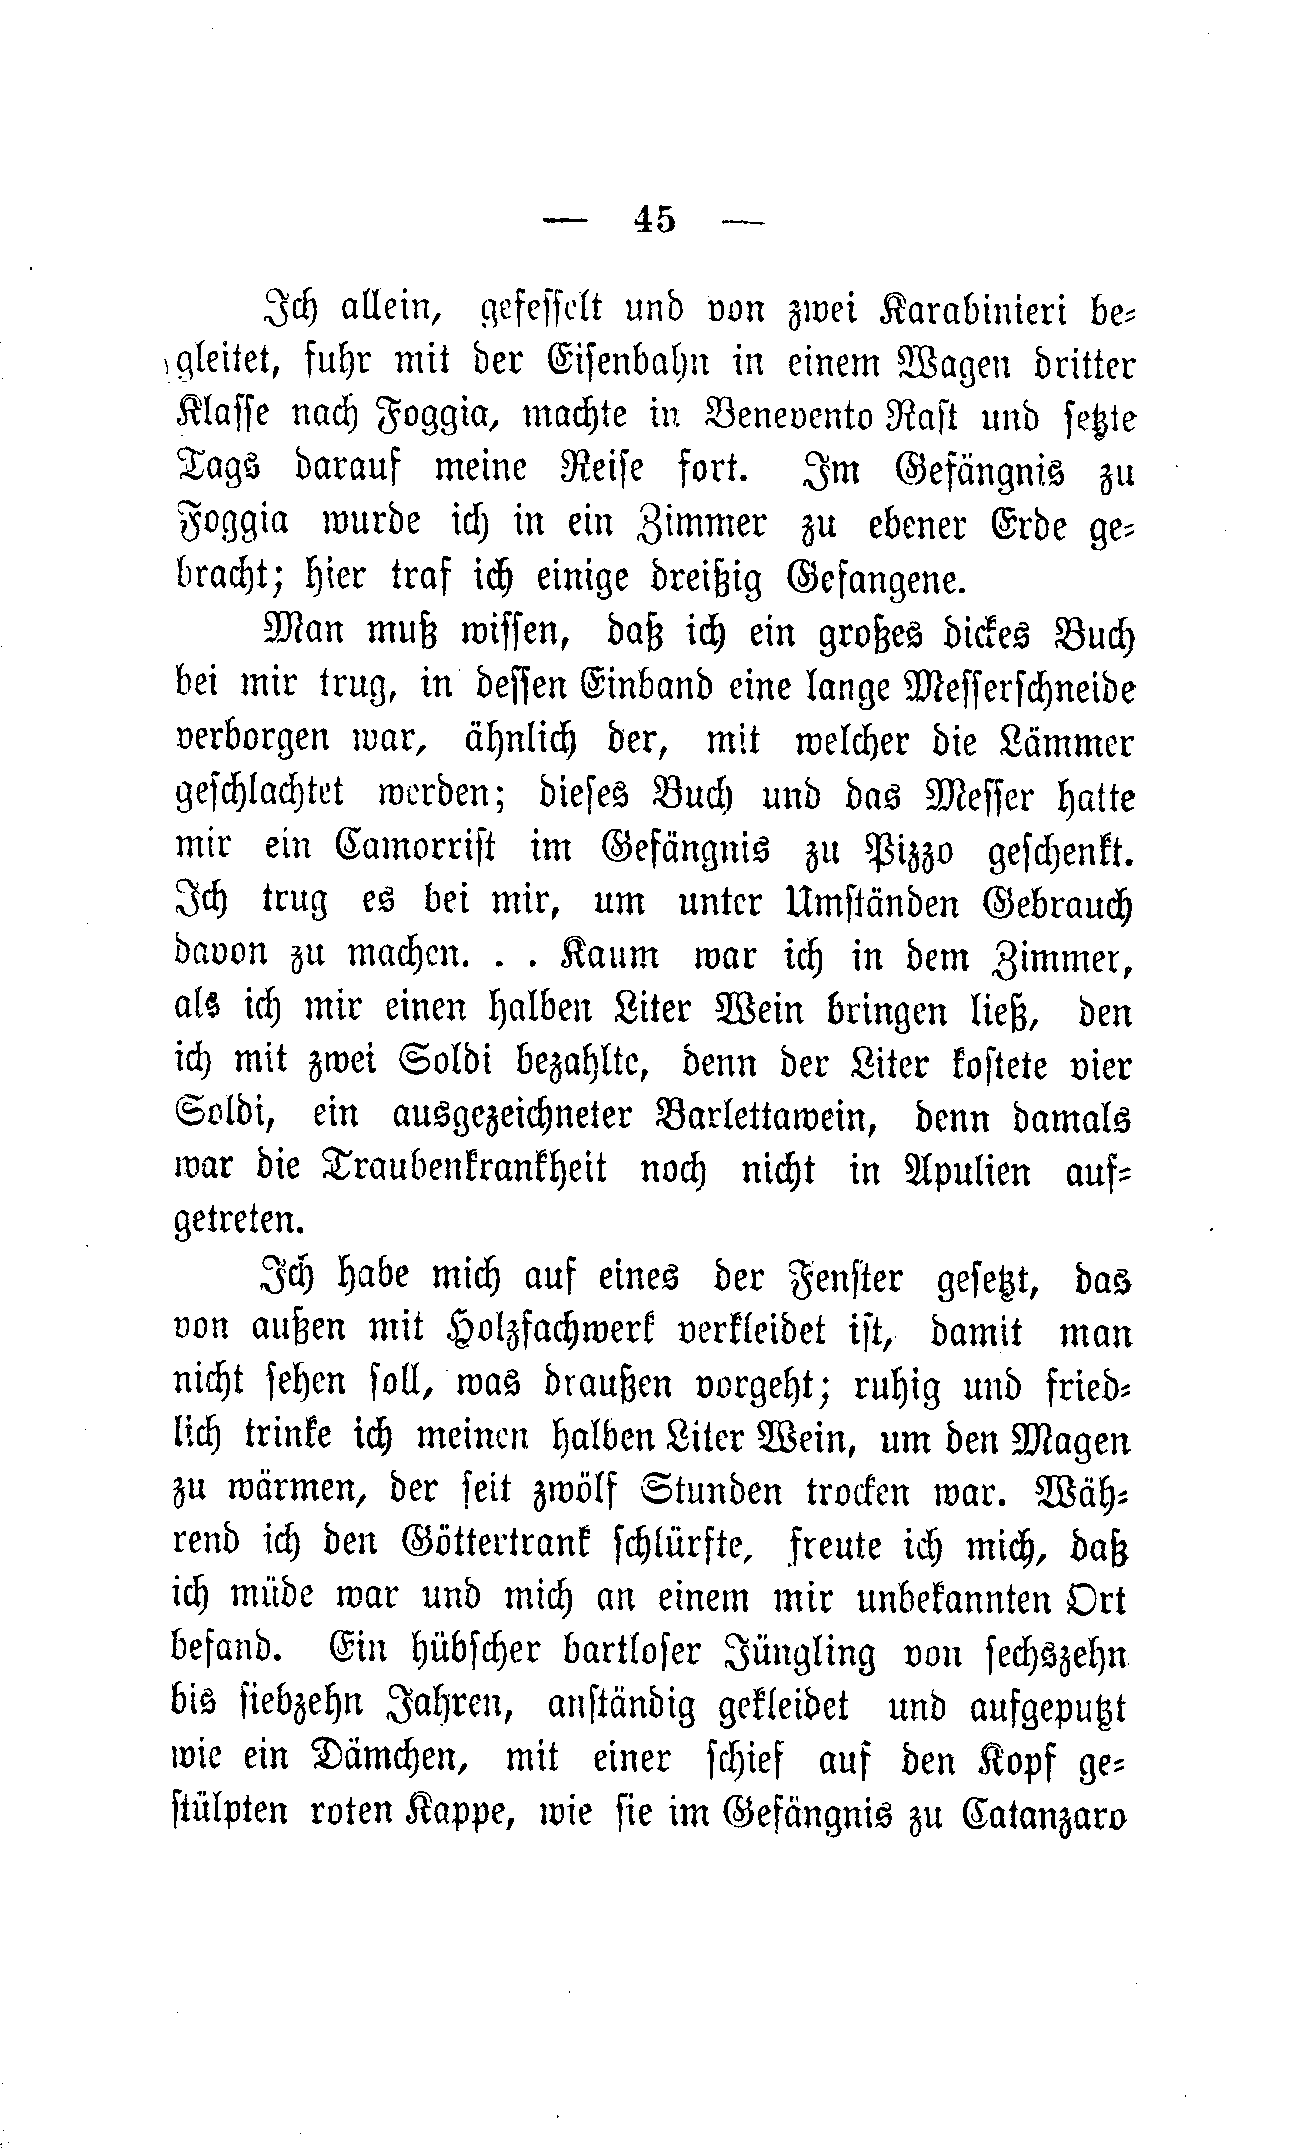 — 45 —
Ich allein, gefesselt und von zwei Karabinieri be-
gleitet, fuhr mit der Eisenbahn in einem Wagen dritter
Klasse nach Foggia, machte in Benevento Rast und setzte
Tags darauf meine Reise fort. Im Gefängnis zu
Foggia wurde ich in ein Zimmer zu ebener Erde ge-
bracht; hier traf ich einige dreißig Gefangene.
Man muß wissen, daß ich ein großes dickes Buch
bei mir trug, in dessen Einband eine lange Messerschneide
verborgen war, ähnlich der, mit welcher die Lämmer
geschlachtet werden; dieses Buch und das Messer hatte
mir ein Camorrist im Gefängnis zu Pizzo geschenkt.
Ich trug es bei mir, um unter Umständen Gebrauch
davon zu machen. . . Kaum war ich in dem Zimmer,
als ich mir einen halben Liter Wein bringen ließ, den
ich mit zwei Soldi bezahlte, denn der Liter kostete vier
Soldi, ein ausgezeichneter Barlettawein, denn damals
war die Traubenkrankheit noch nicht in Apulien auf-
getreten.
Ich habe mich auf eines der Fenster gesetzt, das
von außen mit Holzfachwerk verkleidet ist, damit man
nicht sehen soll, was draußen vorgeht; ruhig und fried-
lich trinke ich meinen halben Liter Wein, um den Magen
zu wärmen, der seit zwölf Stunden trocken war. Wäh-
rend ich den Göttertrank schlürfte, freute ich mich, daß
ich müde war und mich an einem mir unbekannten Ort
befand. Ein hübscher bartloser Jüngling von sechszehn
bis siebzehn Jahren, anständig gekleidet und aufgeputzt
wie ein Dämchen, mit einer schief auf den Kopf ge-
stülpten roten Kappe, wie sie im Gefängnis zu Catanzaro